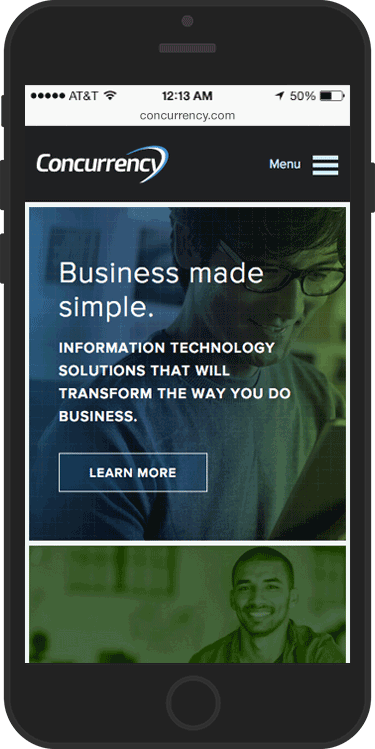 AT&T 12:13 AM 50%
concurrency.com
Concurrency Menu
Business made
simple.
INFORMATION TECHNOLOGY
SOLUTIONS THAT WILL
TRANSFORM THE WAY YOU DO
BUSINESS.
LEARN MORE